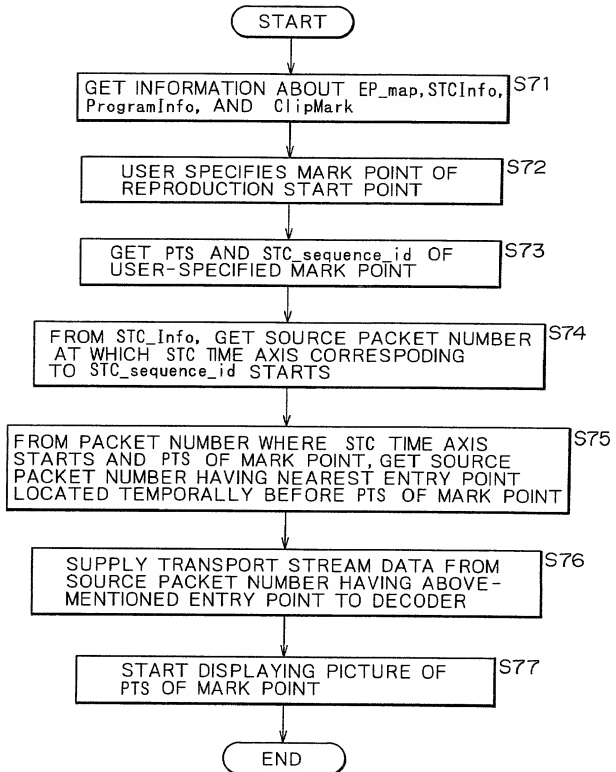 START
GET INFORMATION ABOUT EP_map,STCInfo,
ProgramInfo, AND ClipMark
S71
USER SPECIFIES MARK POINT OF
REPRODUCTION START POINT
S72
GET PTS AND STC_sequence_id OF
USER-SPECIFIED MARK POINT
S73
FROM STC_Info, GET SOURCE PACKET NUMBER
AT WHICH STC TIME AXIS CORRESPODING
TO STC_sequence_id STARTS
S74
FROM PACKET NUMBER WHERE STC TIME AXIS
STARTS AND PTS OF MARK POINT, GET SOURCE
PACKET NUMBER HAVING NEAREST ENTRY POINT
LOCATED TEMPORALLY BEFORE PTS OF MARK POINT
S75
SUPPLY TRANSPORT STREAM DATA FROM
SOURCE PACKET NUMBER HAVING ABOVE-
MENTIONED ENTRY POINT TO DECODER
S76
START DISPLAYING PICTURE OF
PTS OF MARK POINT
S77
END